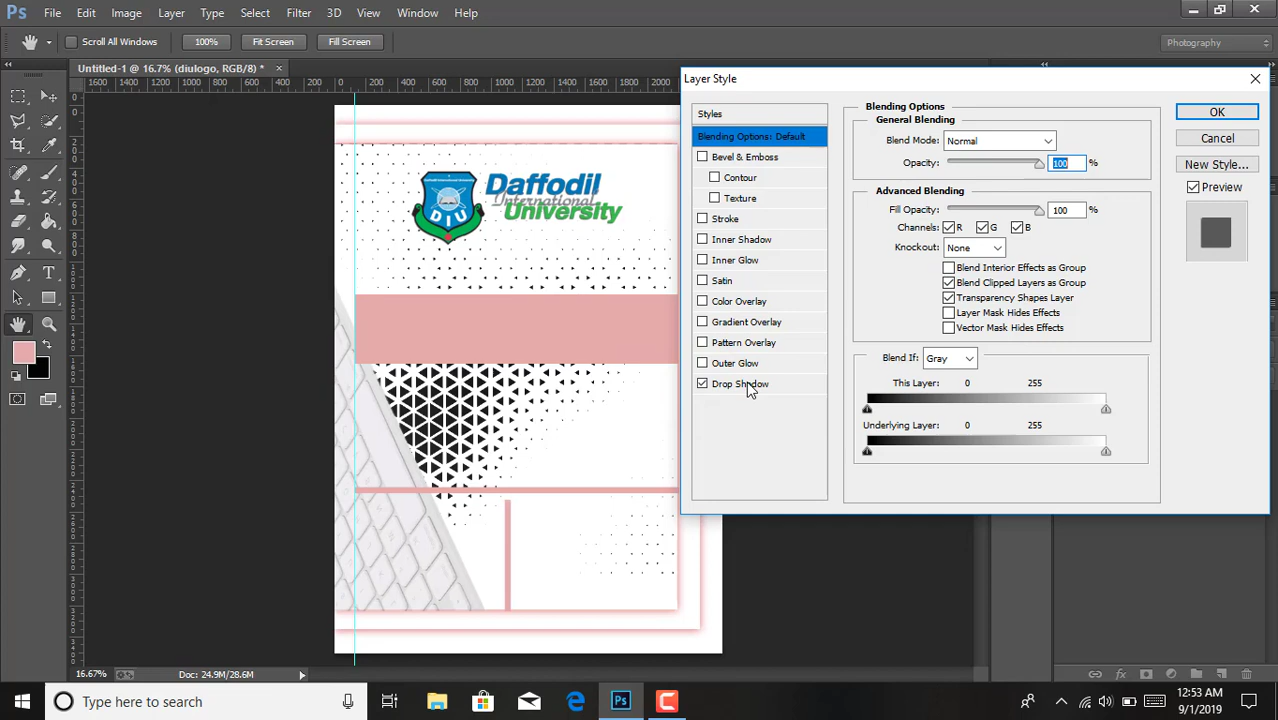 Ps File Edit Image Layer Type Select Filter 3D View Window Help
Scroll All Windows 100% Fit Screen Fill Screen Photography
Untitled-1 @ 16.7% (diulogo, RGB/8) * ×
1600 1400 1200 1000 800 600 400 200 0 200 400 600 800 1000 1200 1400 1600 1800 2000
Layer Style
Styles
Blending Options: Default
Bevel & Emboss
Contour
Texture
Stroke
Inner Shadow
Inner Glow
Satin
Color Overlay
Gradient Overlay
Pattern Overlay
Outer Glow
Drop Shadow
Blending Options
General Blending
Blend Mode: Normal
Opacity: 100 %
Advanced Blending
Fill Opacity: 100 %
Channels: R G B
Knockout: None
Blend Interior Effects as Group
Blend Clipped Layers as Group
Transparency Shapes Layer
Layer Mask Hides Effects
Vector Mask Hides Effects
Blend If: Gray
This Layer: 0 255
Underlying Layer: 0 255
OK
Cancel
New Style...
Preview
Daffodil
International
University
DIU
16.67% Doc: 24.9M/28.6M
Type here to search
12:53 AM
9/1/2019